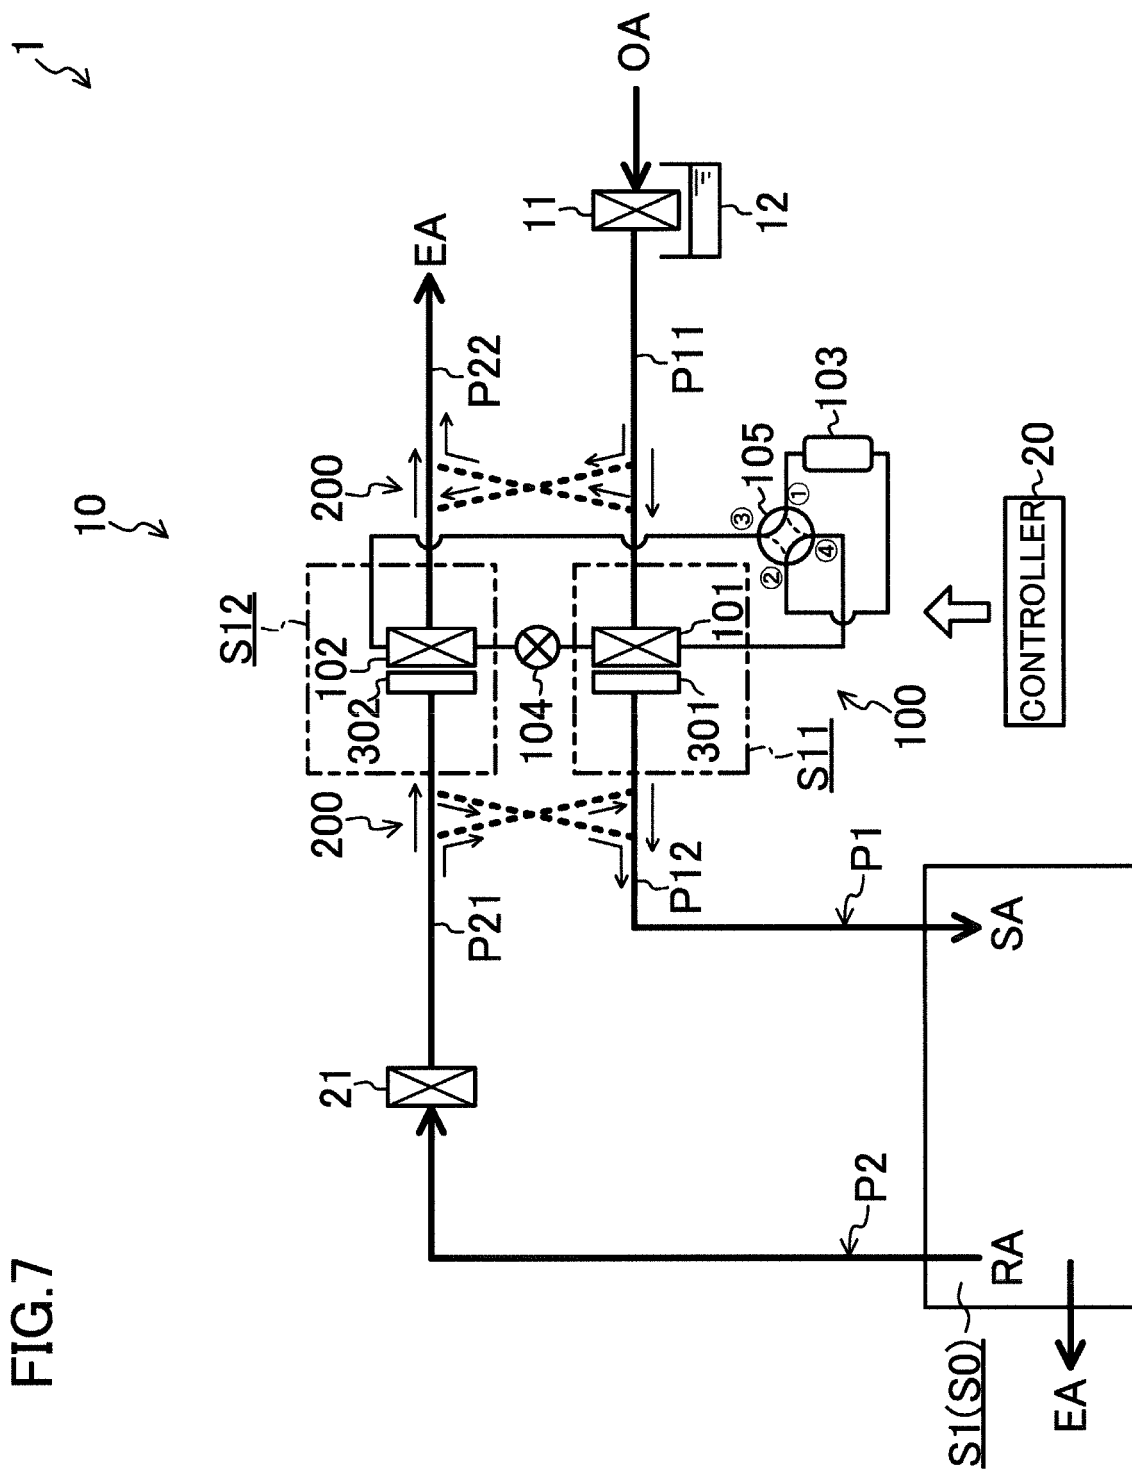 FIG.7
1
10
S12
200
200
102
302
EA
P22
P21
21
11
OA
12
104
P11
P12
101
301
S11
105
①
②
③
④
103
100
CONTROLLER
20
P1
P2
SA
RA
S1(S0)
EA